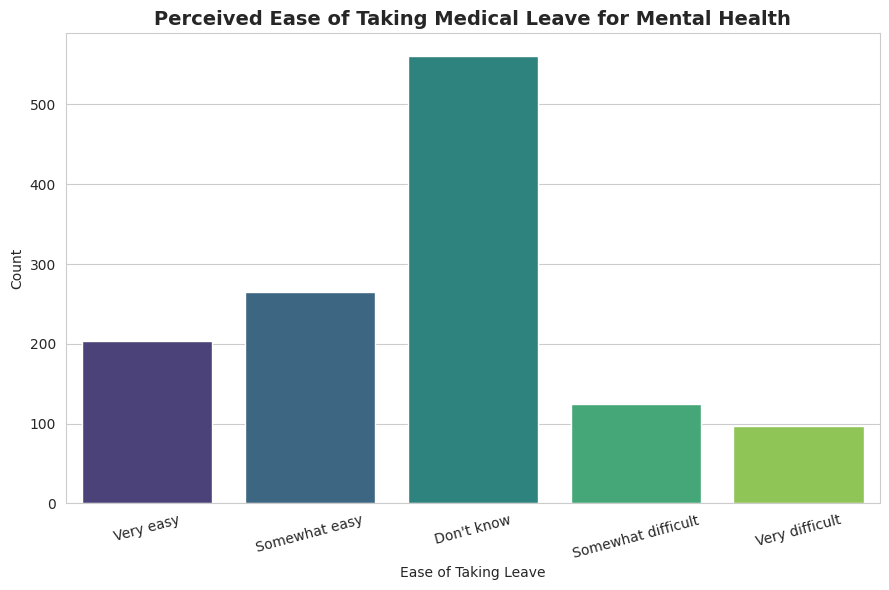 Perceived Ease of Taking Medical Leave for Mental Health
Count
500
400
300
200
100
0
Very easy
Somewhat easy
Don't know
Somewhat difficult
Very difficult
Ease of Taking Leave